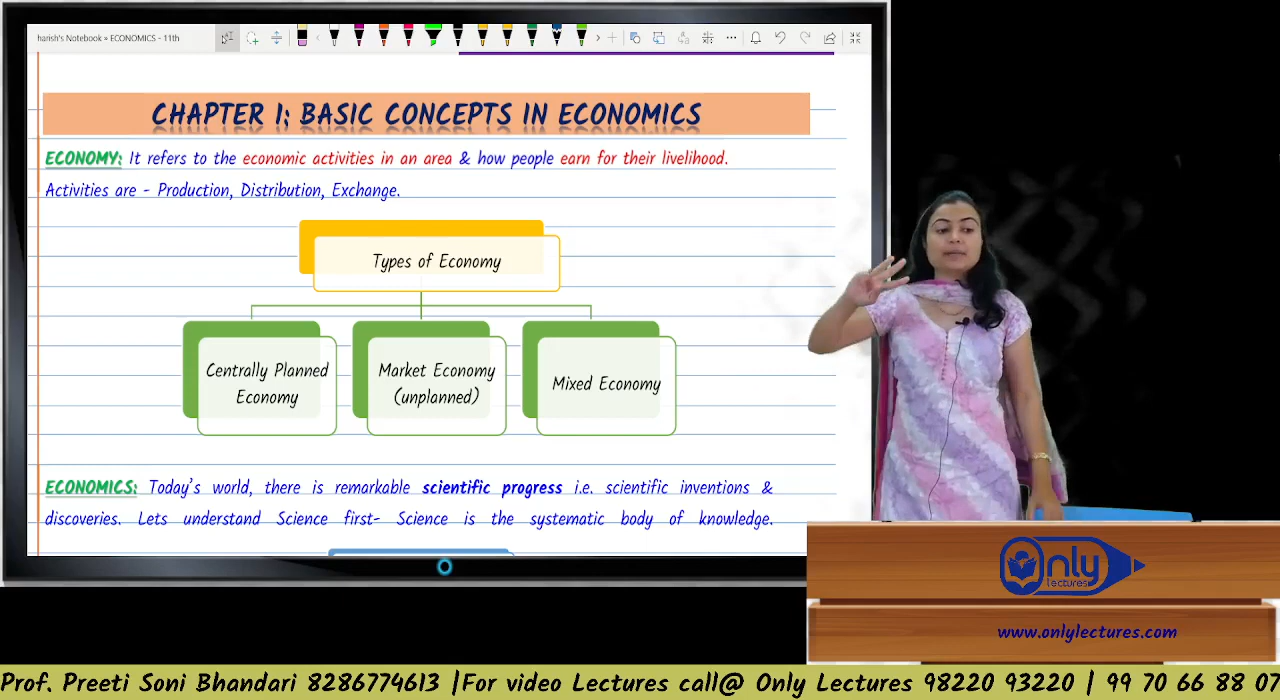 harish's Notebook » ECONOMICS - 11th
CHAPTER 1; BASIC CONCEPTS IN ECONOMICS
ECONOMY: It refers to the economic activities in an area & how people earn for their livelihood.
Activities are - Production, Distribution, Exchange.
Types of Economy
Centrally Planned
Economy
Market Economy
(unplanned)
Mixed Economy
ECONOMICS: Today's world, there is remarkable scientific progress i.e. scientific inventions &
discoveries. Lets understand Science first- Science is the systematic body of knowledge.
Only
lectures
www.onlylectures.com
Prof. Preeti Soni Bhandari 8286774613 |For video Lectures call@ Only Lectures 98220 93220 | 99 70 66 88 07